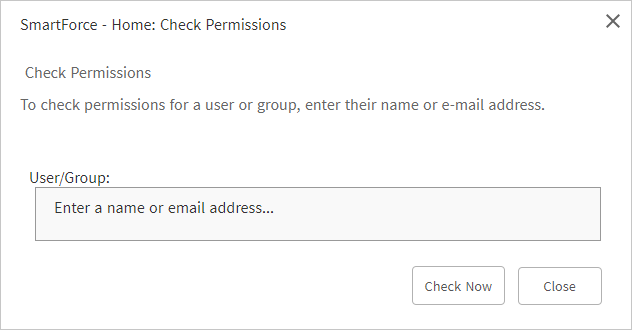 SmartForce - Home: Check Permissions
Check Permissions
To check permissions for a user or group, enter their name or e-mail address.
User/Group:
Enter a name or email address...
Check Now
Close